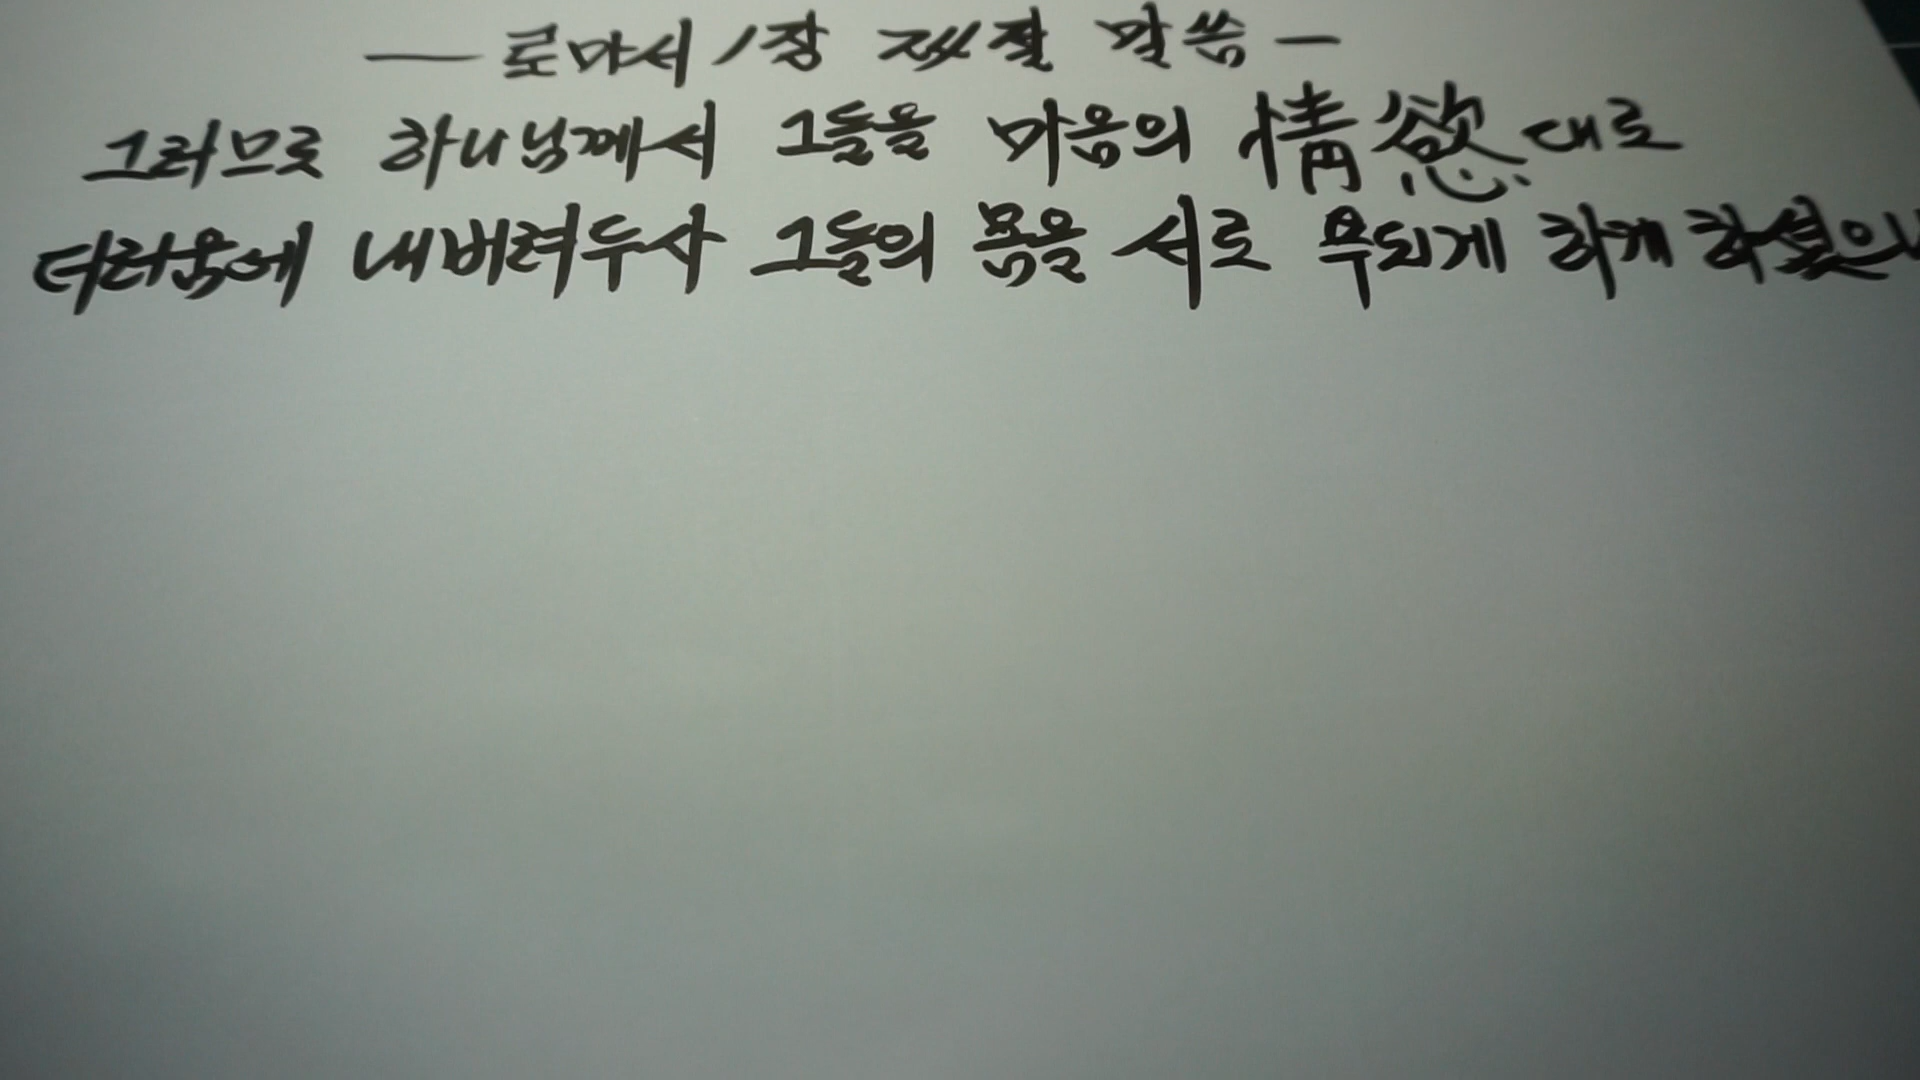 — 로마서 1장 24절 말씀 —
그러므로 하나님께서 그들을 마음의 情慾대로
더러움에 내버려두사 그들의 몸을 서로 욕되게 하게 하셨으니